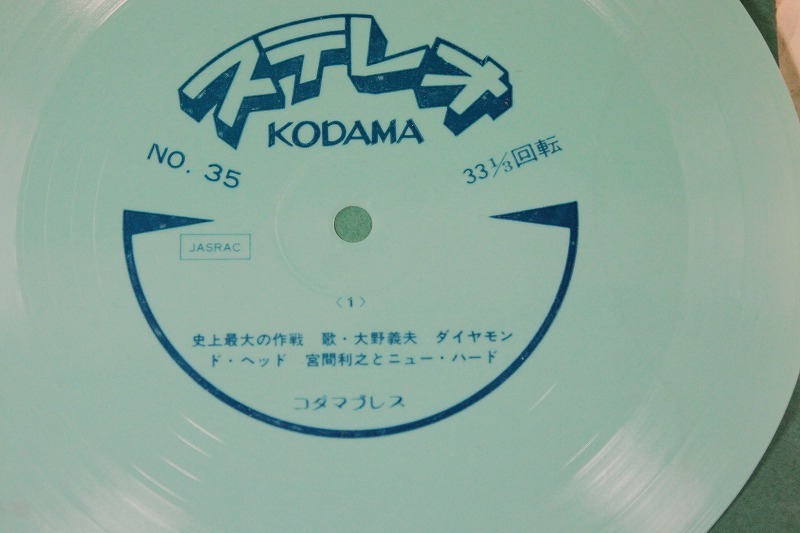 ステレオ
KODAMA
NO. 35
33 1/3 回転
JASRAC
〈1〉
史上最大の作戦 歌・大野義夫 ダイヤモン
ド・ヘッド 宮間利之とニュー・ハード
コダマプレス